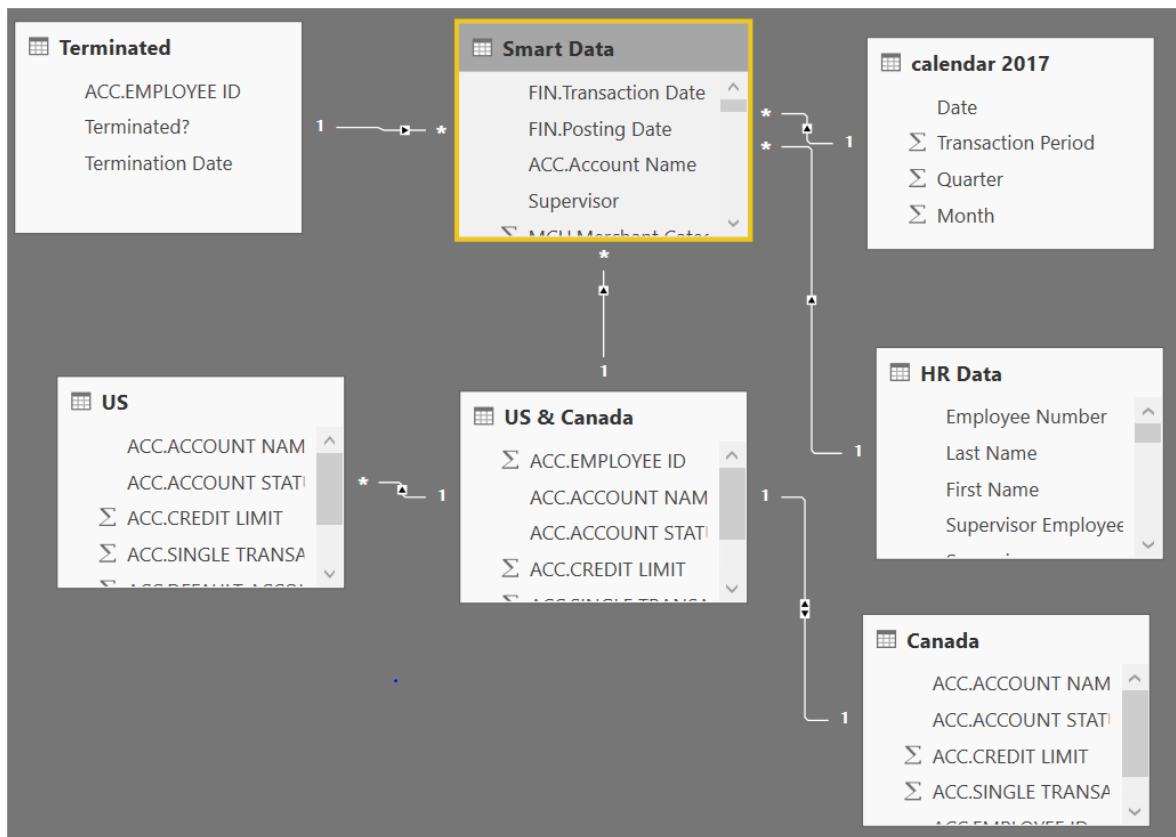 Terminated
ACC.EMPLOYEE ID
Terminated?
Termination Date
1
*
Smart Data
FIN.Transaction Date
FIN.Posting Date
ACC.Account Name
Supervisor
*
*
*
1
calendar 2017
Date
Σ Transaction Period
Σ Quarter
Σ Month
US
ACC.ACCOUNT NAM
ACC.ACCOUNT STATU
Σ ACC.CREDIT LIMIT
Σ ACC.SINGLE TRANSA
*
1
1
US & Canada
Σ ACC.EMPLOYEE ID
ACC.ACCOUNT NAM
ACC.ACCOUNT STATU
Σ ACC.CREDIT LIMIT
1
1
HR Data
Employee Number
Last Name
First Name
Supervisor Employee
1
Canada
ACC.ACCOUNT NAM
ACC.ACCOUNT STATU
Σ ACC.CREDIT LIMIT
Σ ACC.SINGLE TRANSA